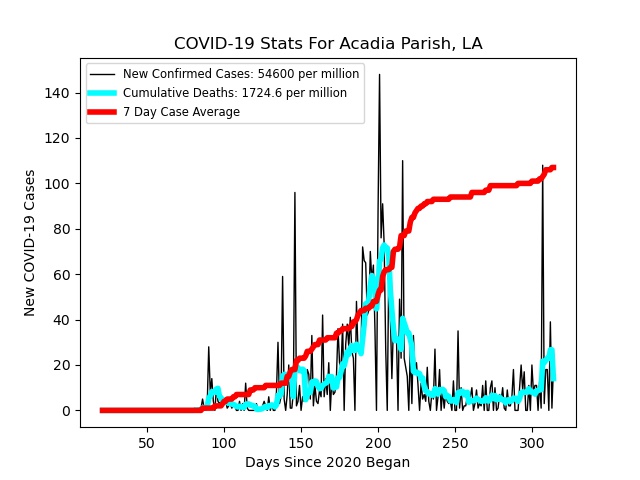 COVID-19 Stats For Acadia Parish, LA
New Confirmed Cases: 54600 per million
Cumulative Deaths: 1724.6 per million
7 Day Case Average
New COVID-19 Cases
140
120
100
80
60
40
20
0
50 100 150 200 250 300
Days Since 2020 Began